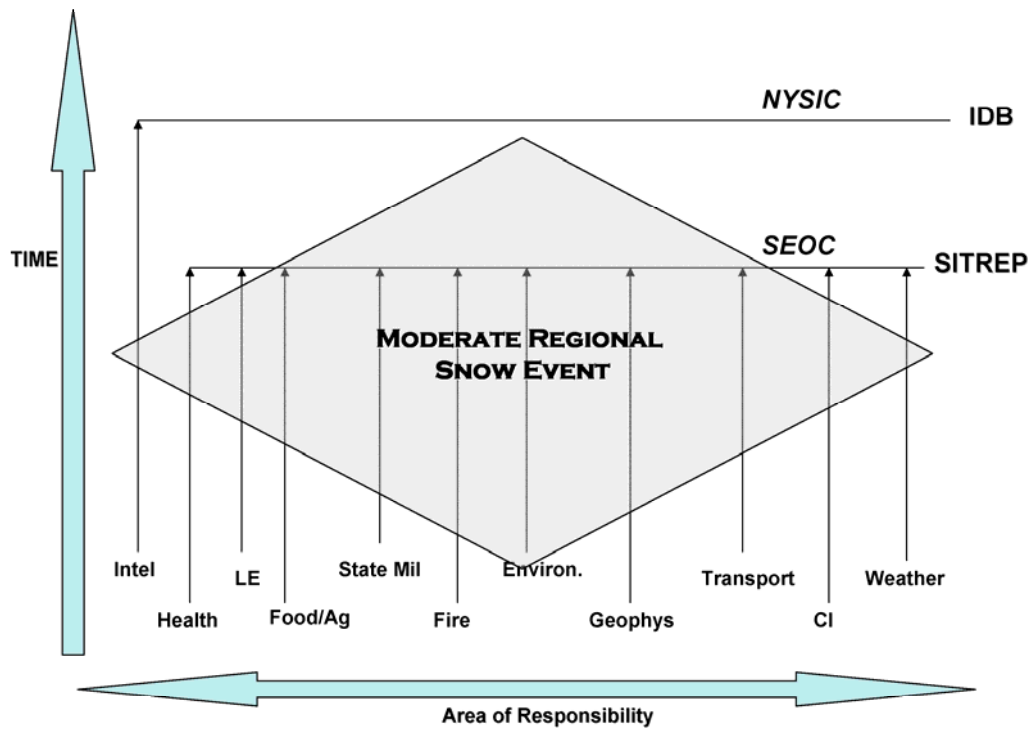 NYSIC
IDB
TIME
SEOC
SITREP
MODERATE REGIONAL
SNOW EVENT
Intel
LE
State Mil
Environ.
Transport
Weather
Health
Food/Ag
Fire
Geophys
CI
Area of Responsibility